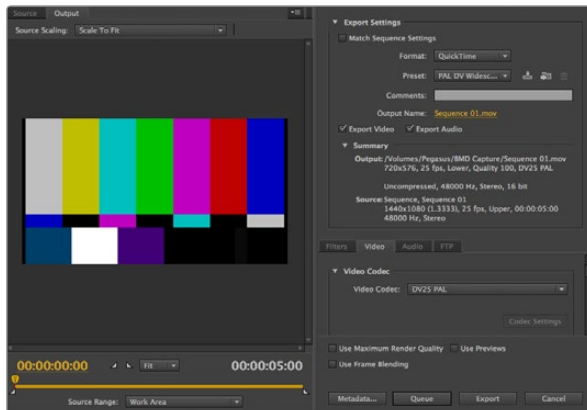 Source Output
Source Scaling: Scale To Fit
00:00:00:00 Fit 00:00:05:00
Source Range: Work Area
Export Settings
Match Sequence Settings
Format: QuickTime
Preset: PAL DV Widesc...
Comments:
Output Name: Sequence 01.mov
Export Video Export Audio
Summary
Output: /Volumes/Pegasus/BMD Capture/Sequence 01.mov
720x576, 25 fps, Lower, Quality 100, DV25 PAL
Uncompressed, 48000 Hz, Stereo, 16 bit
Source: Sequence, Sequence 01
1440x1080 (1.3333), 25 fps, Upper, 00:00:05:00
48000 Hz, Stereo
Filters Video Audio FTP
Video Codec
Video Codec: DV25 PAL
Codec Settings
Use Maximum Render Quality Use Previews
Use Frame Blending
Metadata... Queue Export Cancel